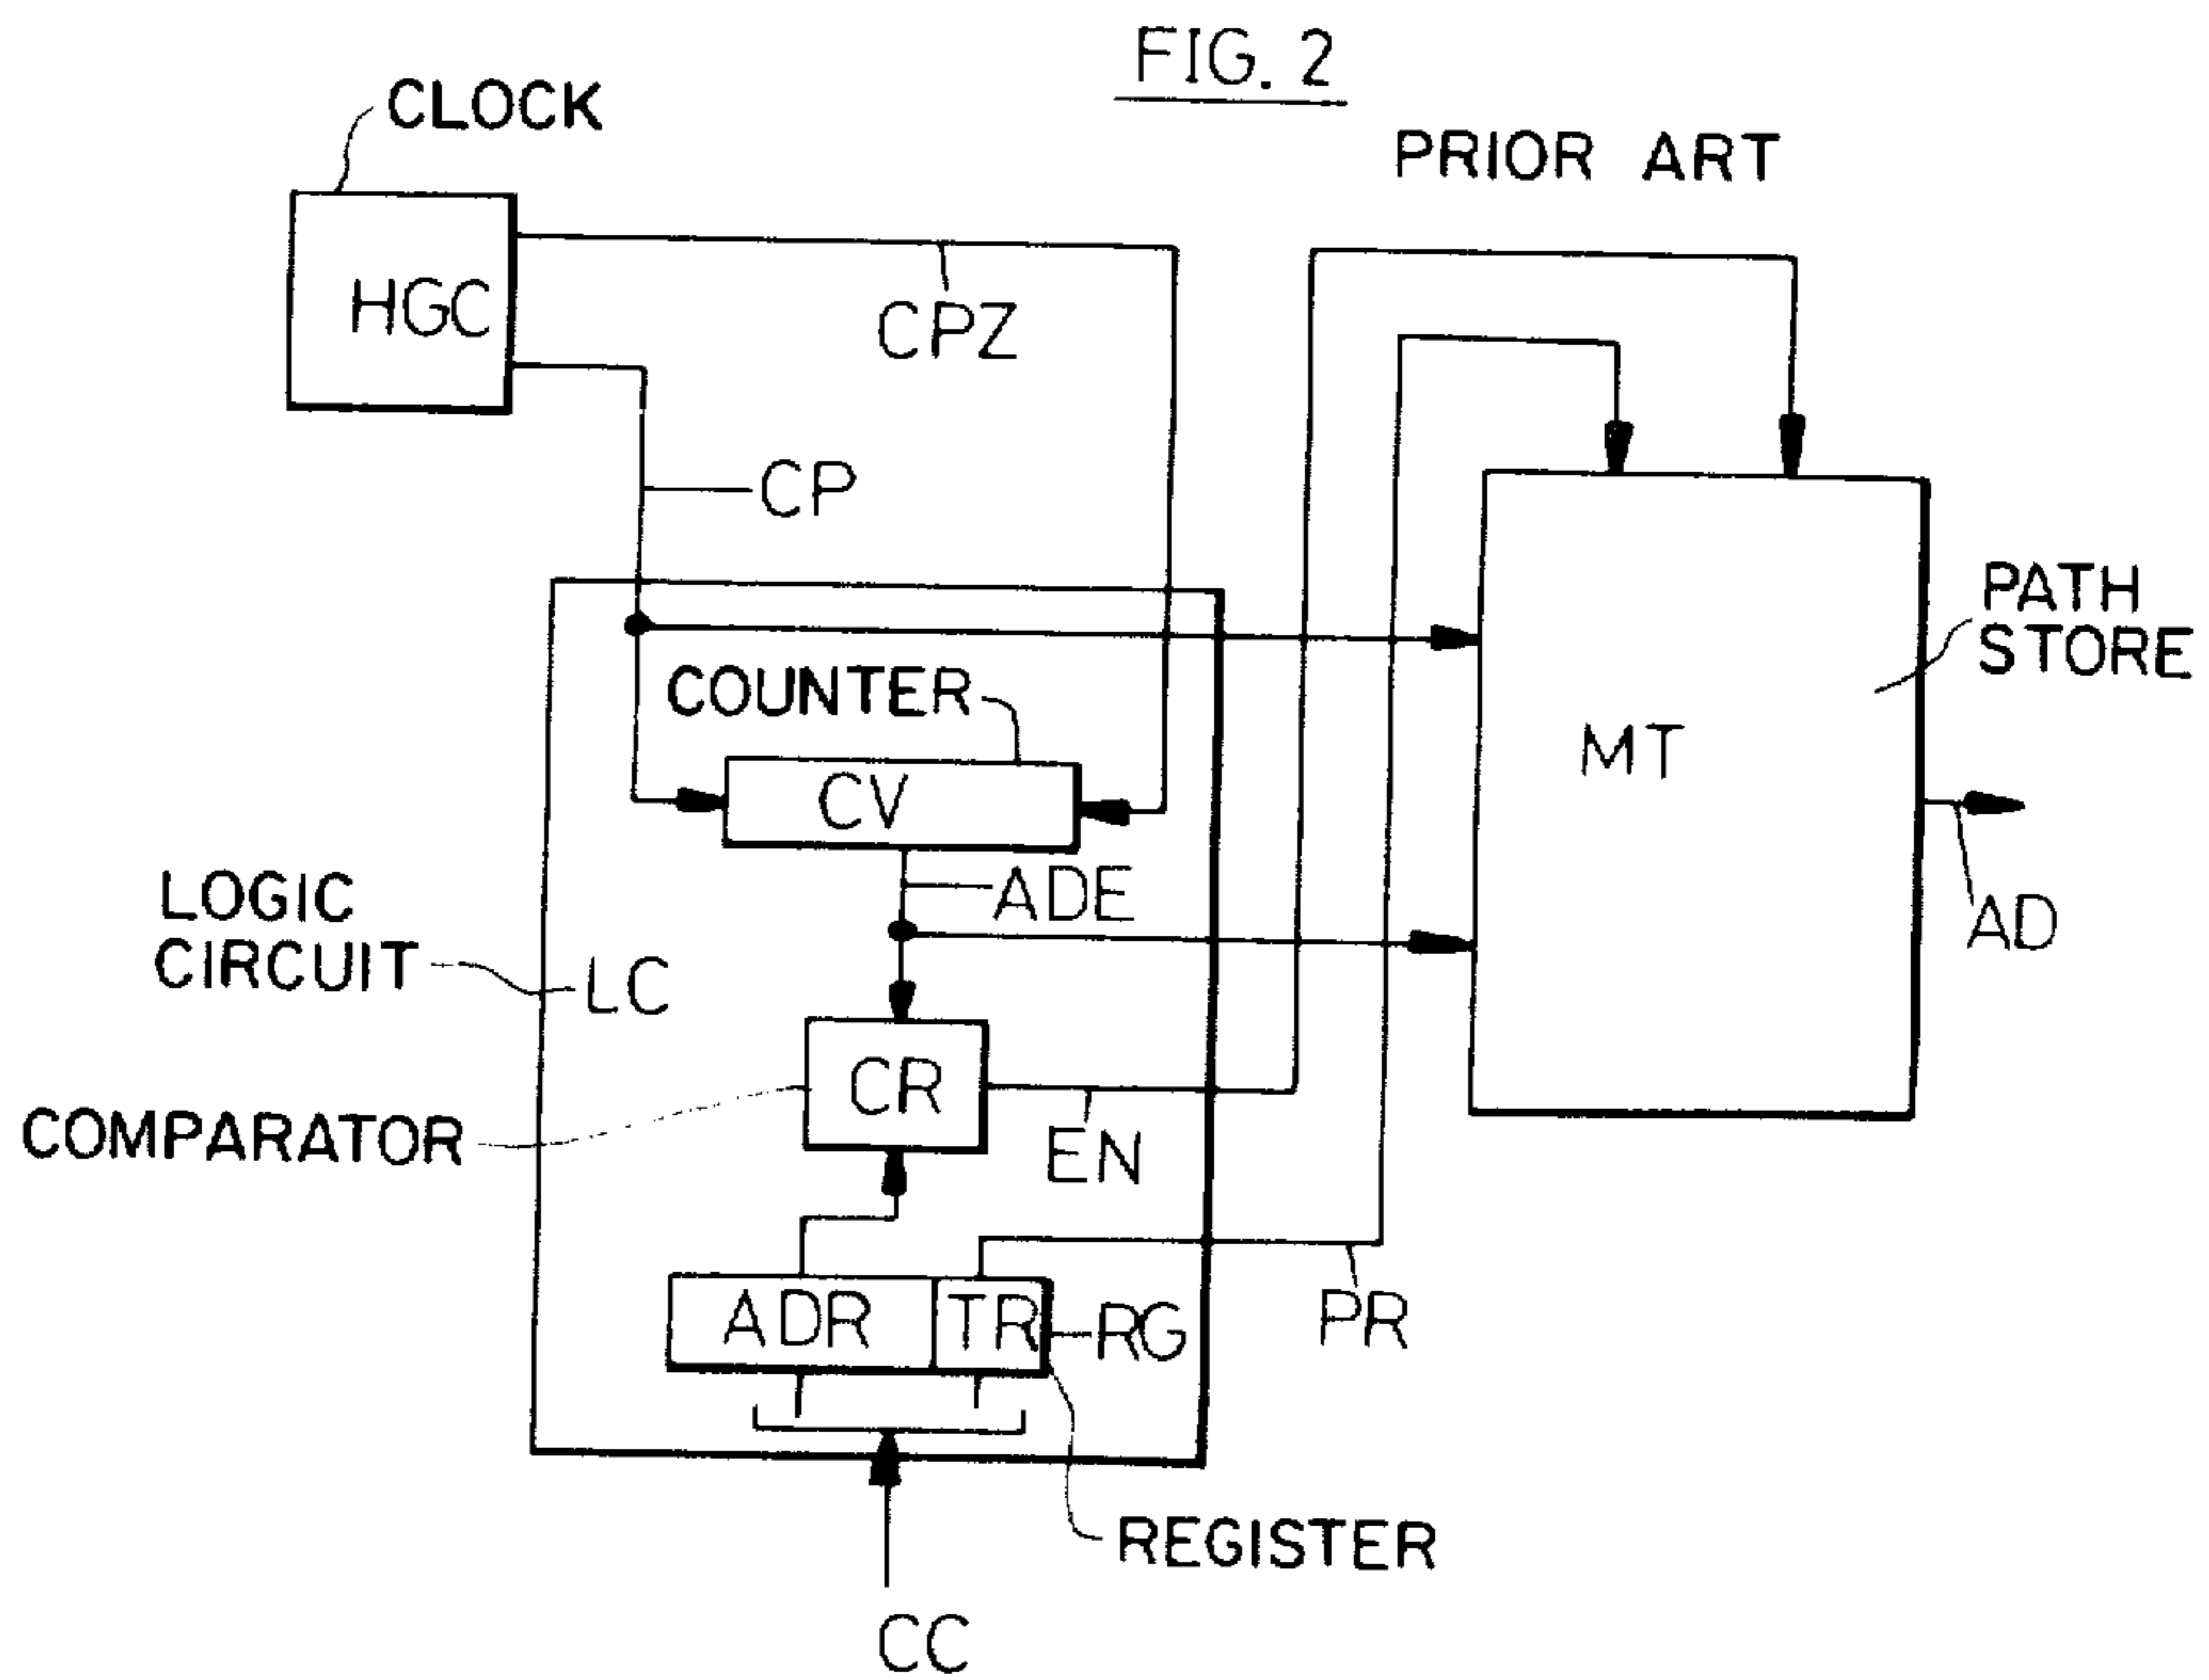 FIG. 2
CLOCK
PRIOR ART
HGC
CPZ
CP
PATH
STORE
COUNTER
MT
CV
ADE
LOGIC
CIRCUIT
AD
LC
CR
COMPARATOR
EN
ADR
TR
RG
PR
REGISTER
CC